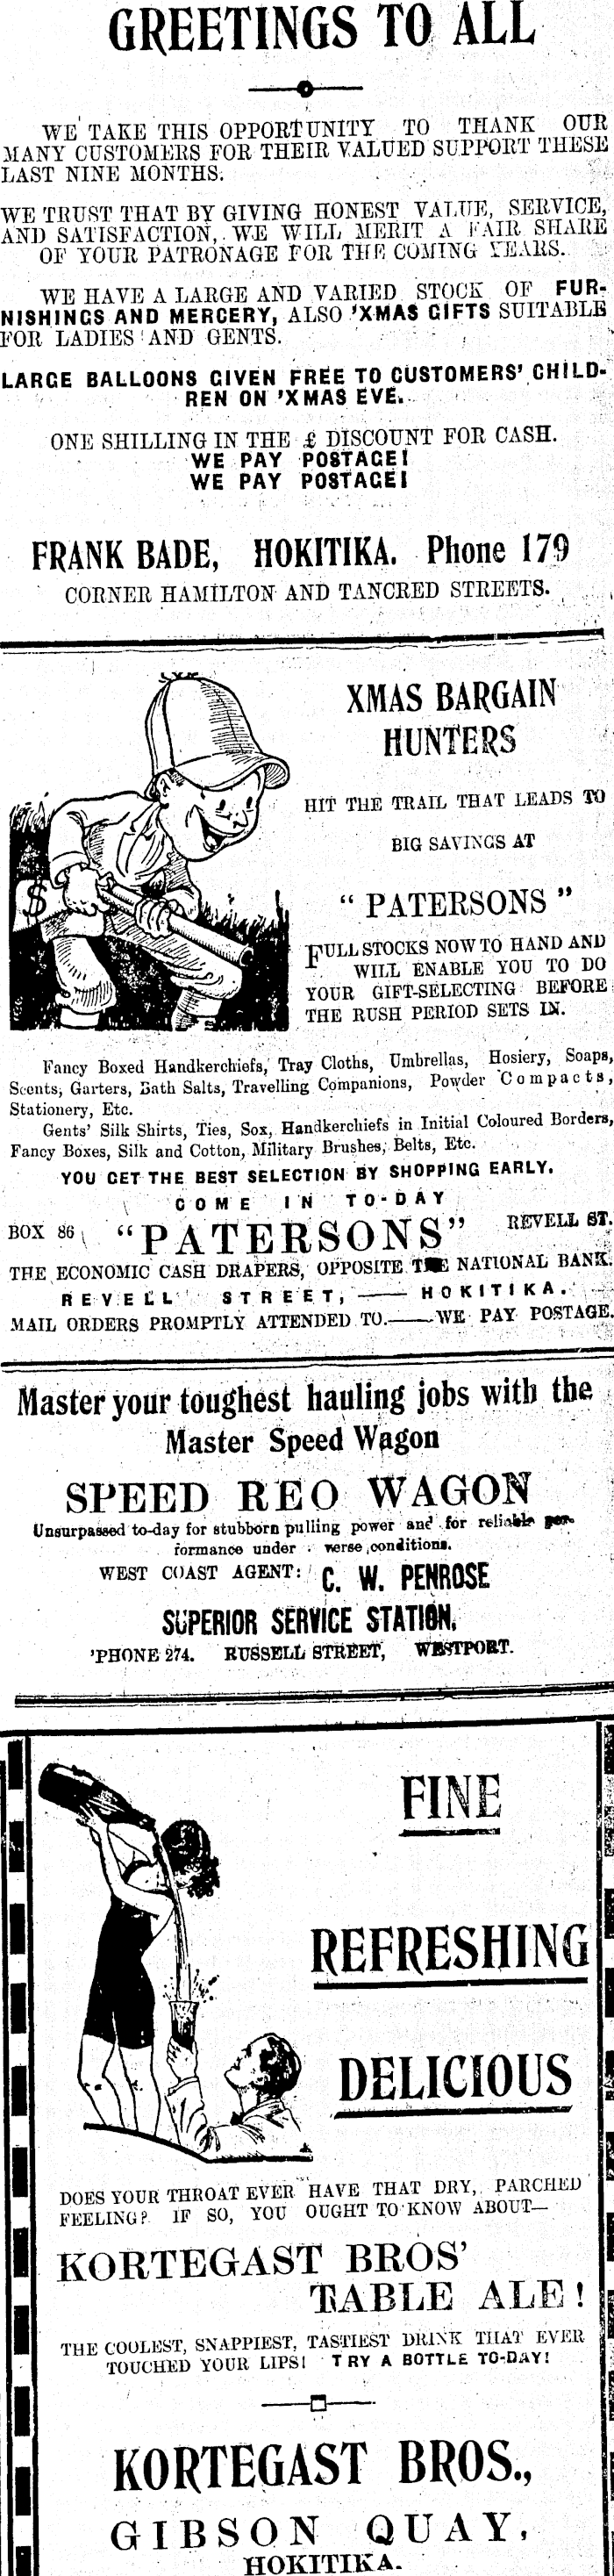 GREETINGS TO ALL
WE TAKE THIS OPPORTUNITY TO THANK OUR
MANY CUSTOMERS FOR THEIR VALUED SUPPORT THESE
LAST NINE MONTHS.
WE TRUST THAT BY GIVING HONEST VALUE, SERVICE,
AND SATISFACTION, WE WILL MERIT A FAIR SHARE
OF YOUR PATRONAGE FOR THE COMING YEARS.
WE HAVE A LARGE AND VARIED STOCK OF FUR-
NISHINGS AND MERCERY, ALSO 'XMAS GIFTS SUITABLE
FOR LADIES AND GENTS.
LARGE BALLOONS GIVEN FREE TO CUSTOMERS' CHILD-
REN ON 'XMAS EVE.
ONE SHILLING IN THE £ DISCOUNT FOR CASH.
WE PAY POSTAGE!
WE PAY POSTAGE!
FRANK BADE, HOKITIKA. Phone 179
CORNER HAMILTON AND TANCRED STREETS.
XMAS BARGAIN
HUNTERS
HIT THE TRAIL THAT LEADS TO
BIG SAVINGS AT
" PATERSONS "
$
FULL STOCKS NOW TO HAND AND
WILL ENABLE YOU TO DO
YOUR GIFT-SELECTING BEFORE
THE RUSH PERIOD SETS IN.
Fancy Boxed Handkerchiefs, Tray Cloths, Umbrellas, Hosiery, Soaps,
Scents, Garters, Bath Salts, Travelling Companions, Powder Compacts,
Stationery, Etc.
Gents' Silk Shirts, Ties, Sox, Handkerchiefs in Initial Coloured Borders,
Fancy Boxes, Silk and Cotton, Military Brushes, Belts, Etc.
YOU GET THE BEST SELECTION BY SHOPPING EARLY.
COME IN TO-DAY
BOX 86 "PATERSONS" REVELL ST.
THE ECONOMIC CASH DRAPERS, OPPOSITE THE NATIONAL BANK.
REVELL STREET, —— HOKITIKA.
MAIL ORDERS PROMPTLY ATTENDED TO.——WE PAY POSTAGE.
Master your toughest hauling jobs with the
Master Speed Wagon
SPEED REO WAGON
Unsurpassed to-day for stubborn pulling power and for reliable per-
formance under verse conditions.
WEST COAST AGENT: C. W. PENROSE
SUPERIOR SERVICE STATION,
'PHONE 274. RUSSELL STREET, WESTPORT.
FINE
REFRESHING
DELICIOUS
DOES YOUR THROAT EVER HAVE THAT DRY, PARCHED
FEELING? IF SO, YOU OUGHT TO KNOW ABOUT—
KORTEGAST BROS'
TABLE ALE!
THE COOLEST, SNAPPIEST, TASTIEST DRINK THAT EVER
TOUCHED YOUR LIPS! TRY A BOTTLE TO-DAY!
KORTEGAST BROS.,
GIBSON QUAY,
HOKITIKA.